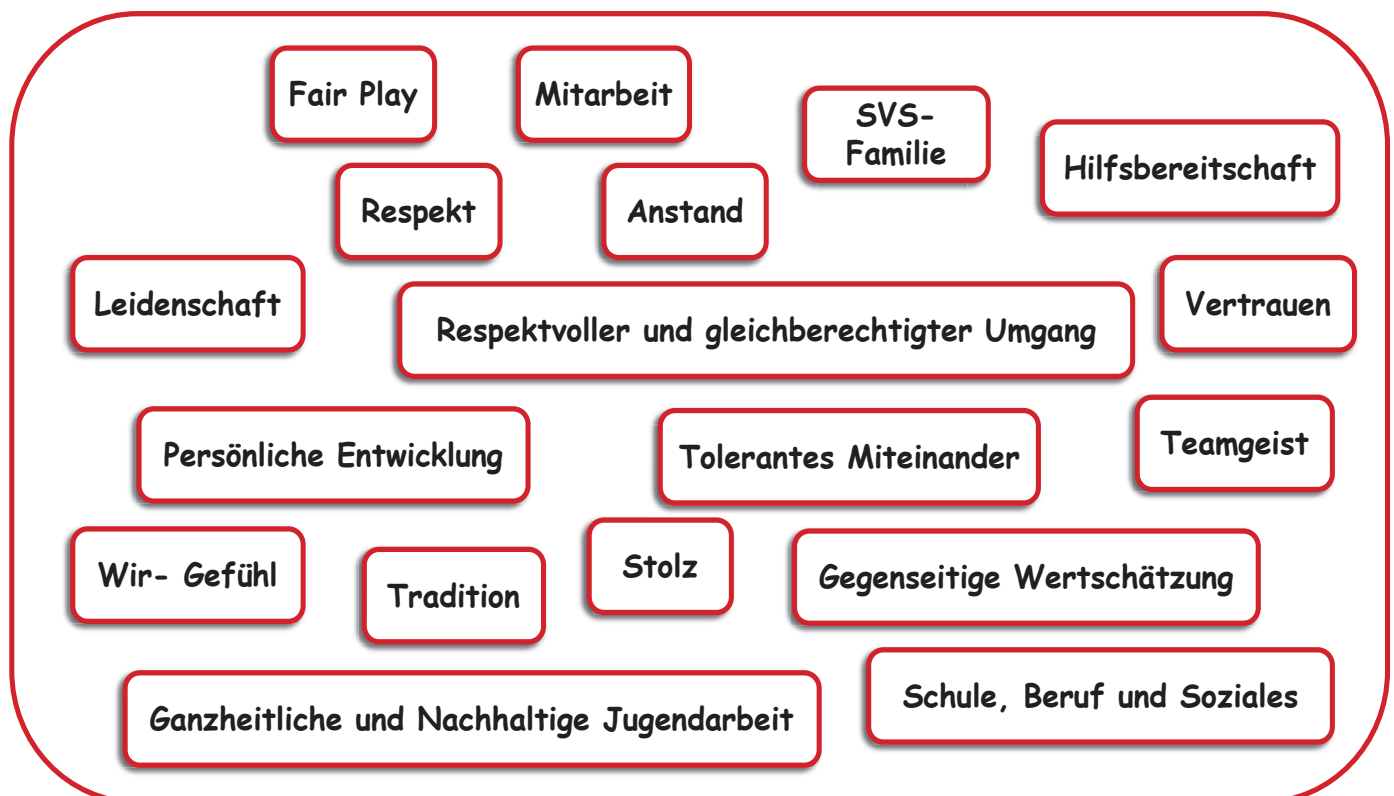 Fair Play
Mitarbeit
SVS-
Familie
Hilfsbereitschaft
Respekt
Anstand
Leidenschaft
Respektvoller und gleichberechtigter Umgang
Vertrauen
Persönliche Entwicklung
Tolerantes Miteinander
Teamgeist
Wir- Gefühl
Tradition
Stolz
Gegenseitige Wertschätzung
Ganzheitliche und Nachhaltige Jugendarbeit
Schule, Beruf und Soziales